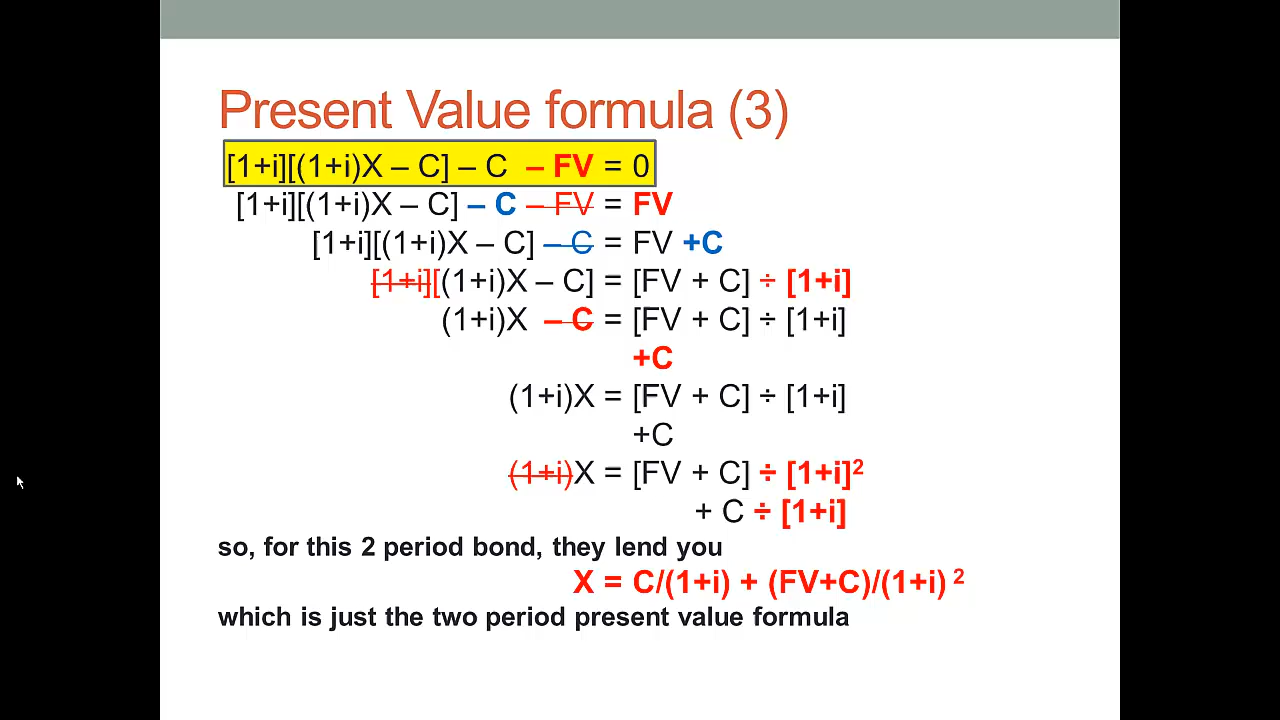 Present Value formula (3)
[1+i][(1+i)X – C] – C – FV = 0
[1+i][(1+i)X – C] – C – FV = FV
[1+i][(1+i)X – C] – C = FV +C
[1+i][(1+i)X – C] = [FV + C] ÷ [1+i]
(1+i)X – C = [FV + C] ÷ [1+i]
+C
(1+i)X = [FV + C] ÷ [1+i]
+C
(1+i)X = [FV + C] ÷ [1+i]²
+ C ÷ [1+i]
so, for this 2 period bond, they lend you
X = C/(1+i) + (FV+C)/(1+i) ²
which is just the two period present value formula